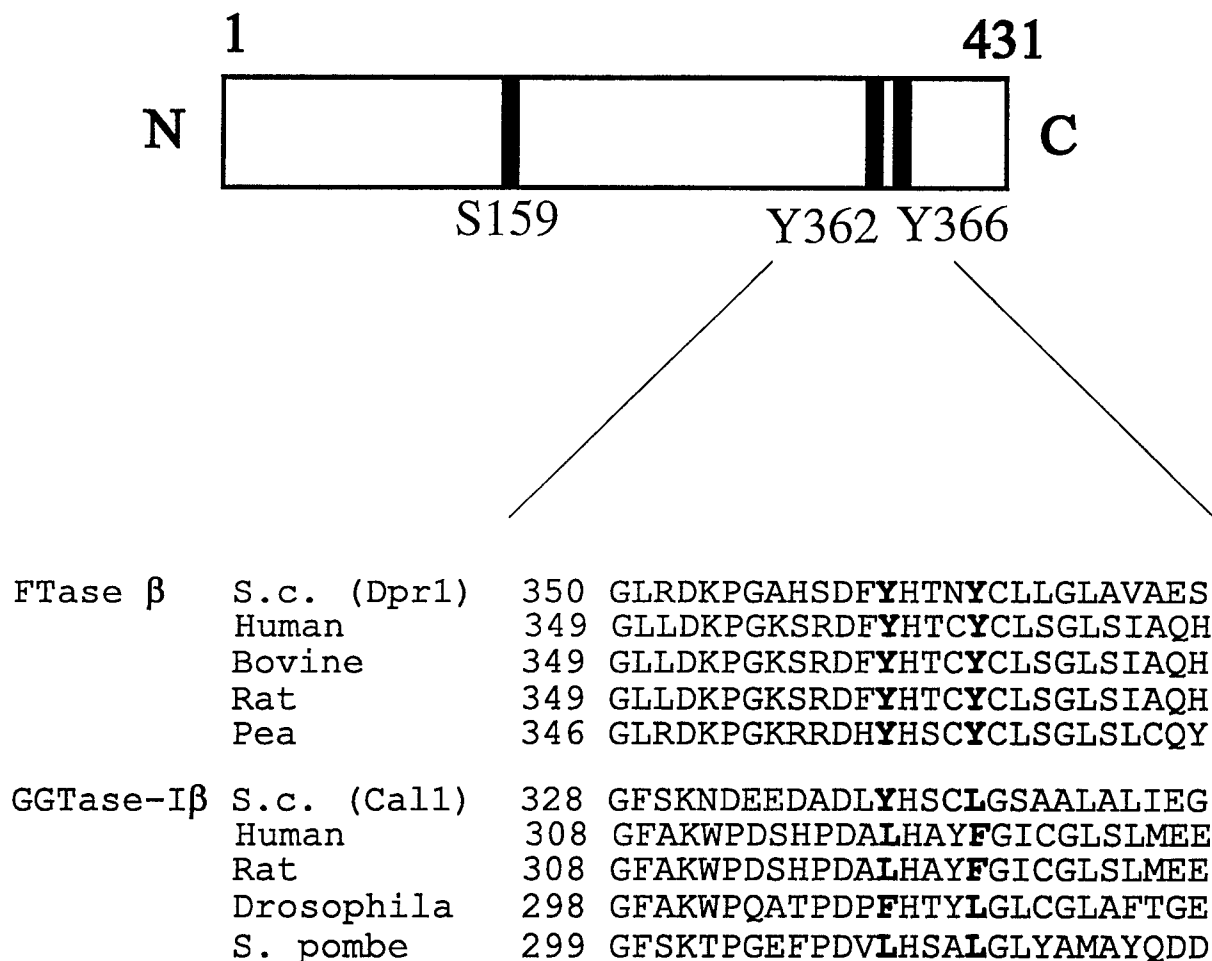 1 431
N C
S159 Y362 Y366
FTase β S.c. (Dpr1) 350 GLRDKPGAHSDFYHTNYCLLGLAVAES
Human 349 GLLDKPGKSRDFYHTCYCLSGLSIAQH
Bovine 349 GLLDKPGKSRDFYHTCYCLSGLSIAQH
Rat 349 GLLDKPGKSRDFYHTCYCLSGLSIAQH
Pea 346 GLRDKPGKRRDHYHSCYCLSGLSLCQY
GGTase-Iβ S.c. (Cal1) 328 GFSKNDEEDADLYHSCLGSAALALIEG
Human 308 GFAKWPDSHPDALHAYFGICGLSLMEE
Rat 308 GFAKWPDSHPDALHAYFGICGLSLMEE
Drosophila 298 GFAKWPQATPDPFHTYLGLCGLAFTGE
S. pombe 299 GFSKTPGEFPDVLHSALGLYAMAYQDD